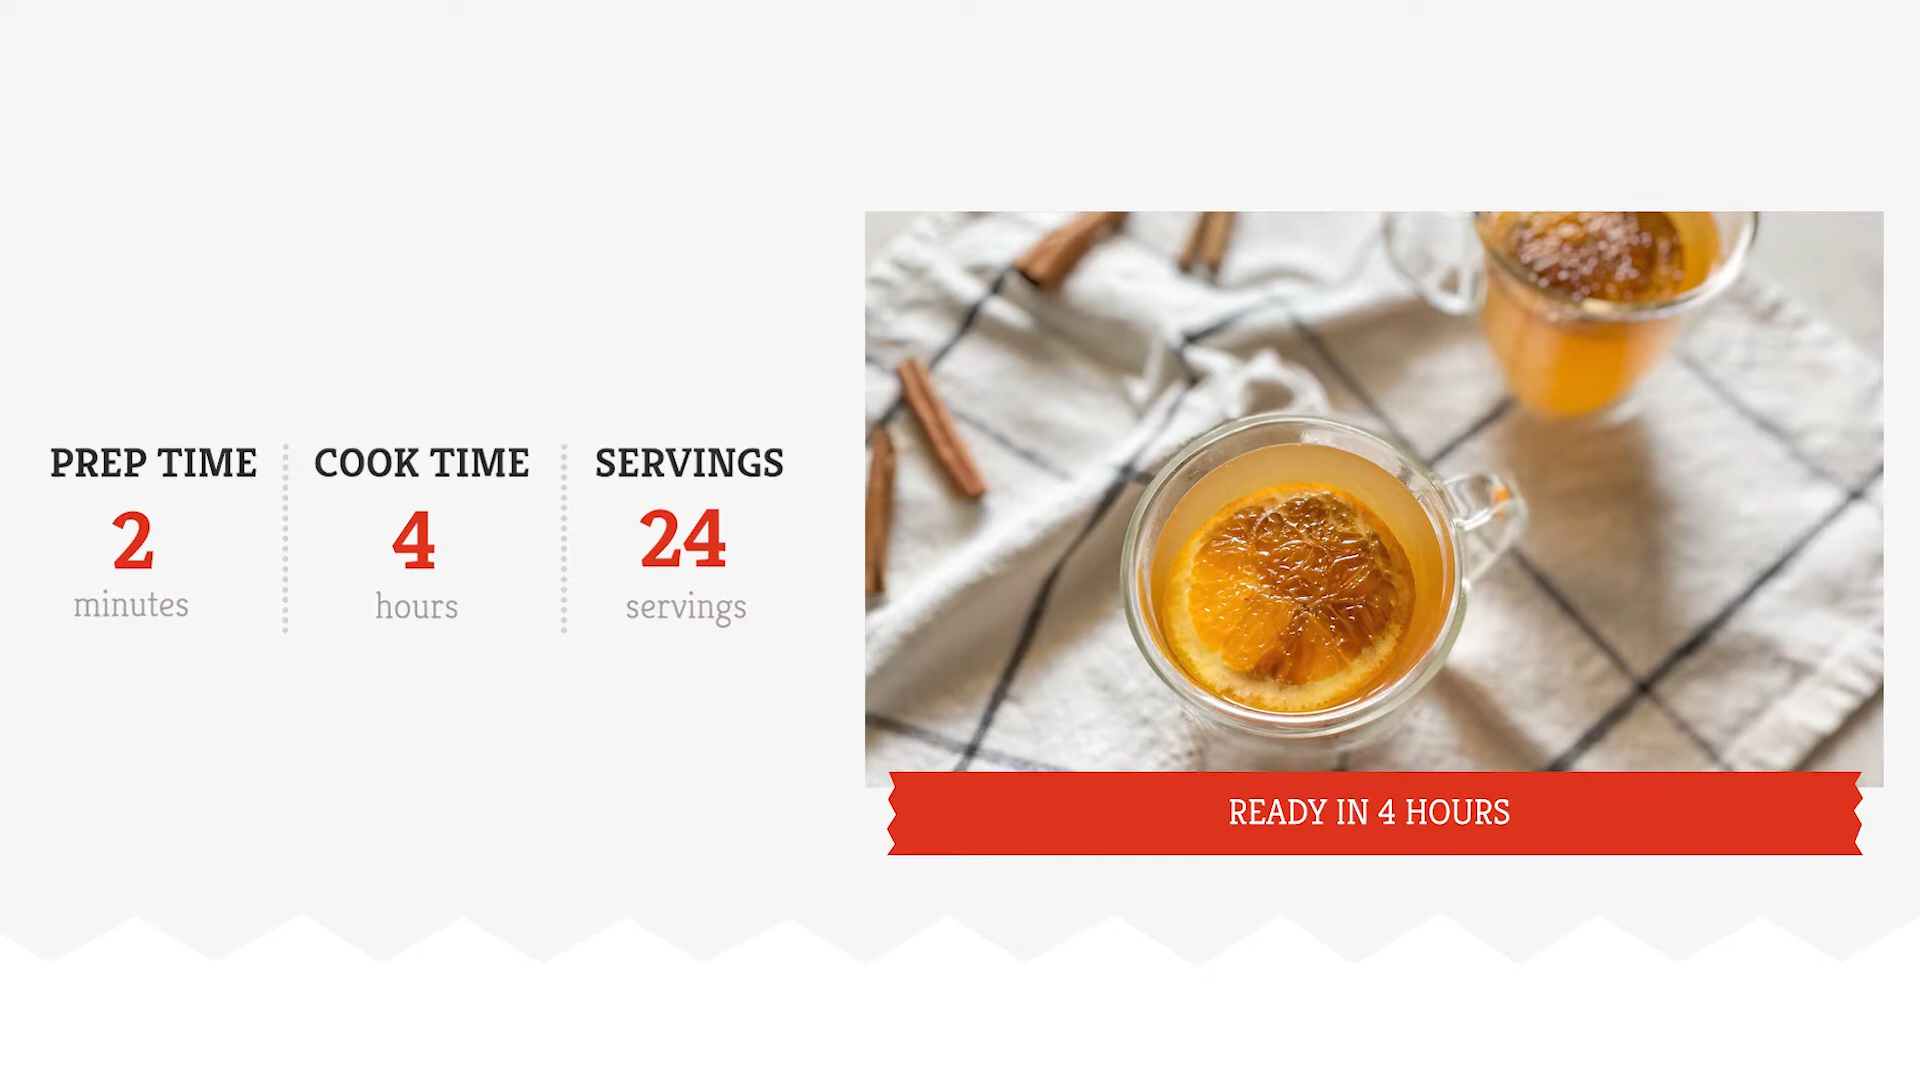 PREP TIME
2
minutes
COOK TIME
4
hours
SERVINGS
24
servings
READY IN 4 HOURS